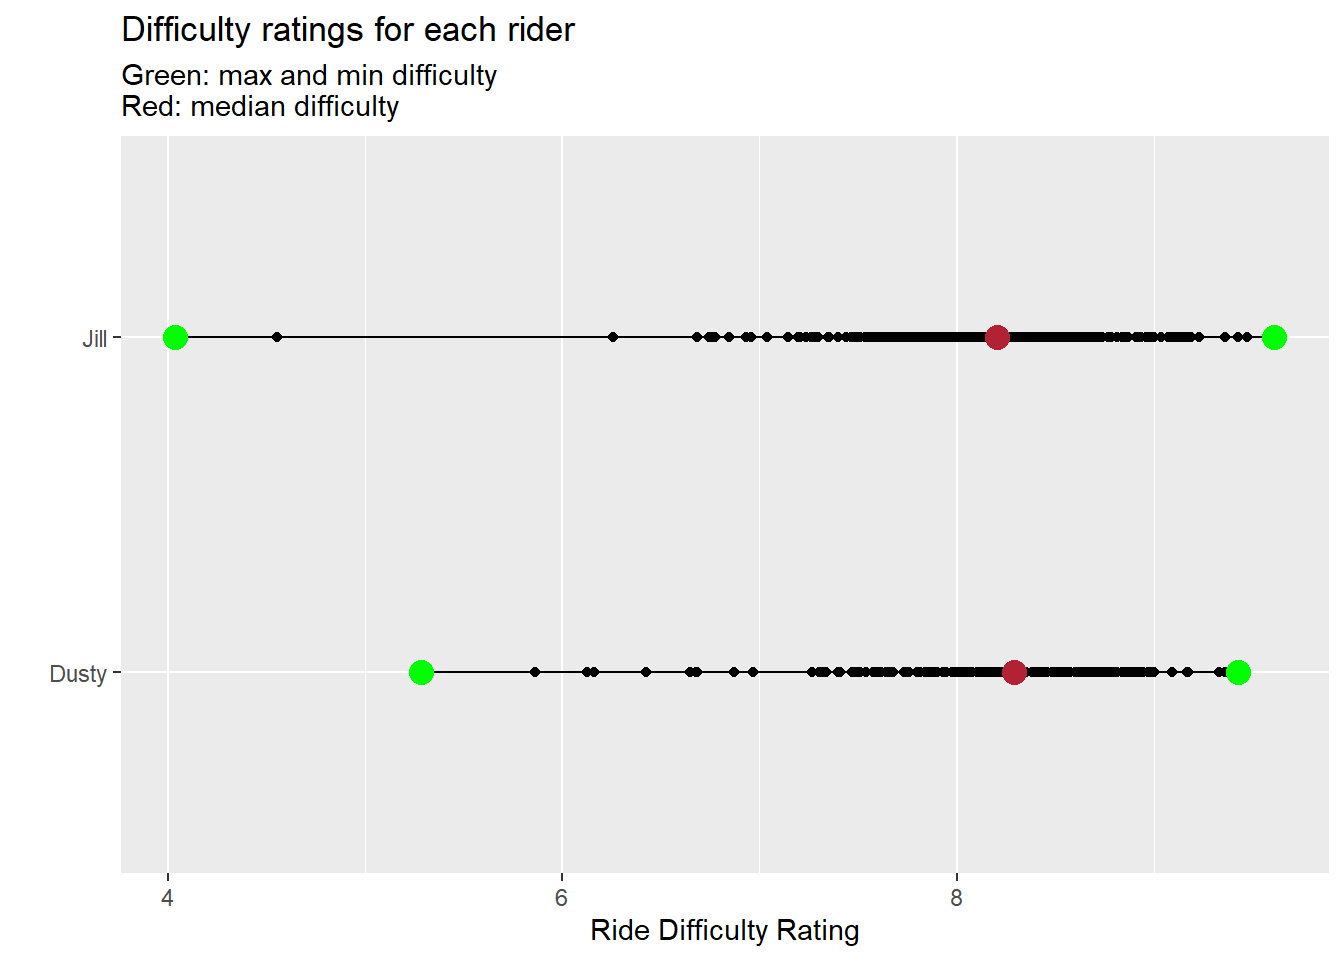 Difficulty ratings for each rider
Green: max and min difficulty
Red: median difficulty
Jill
Dusty
4 6 8
Ride Difficulty Rating